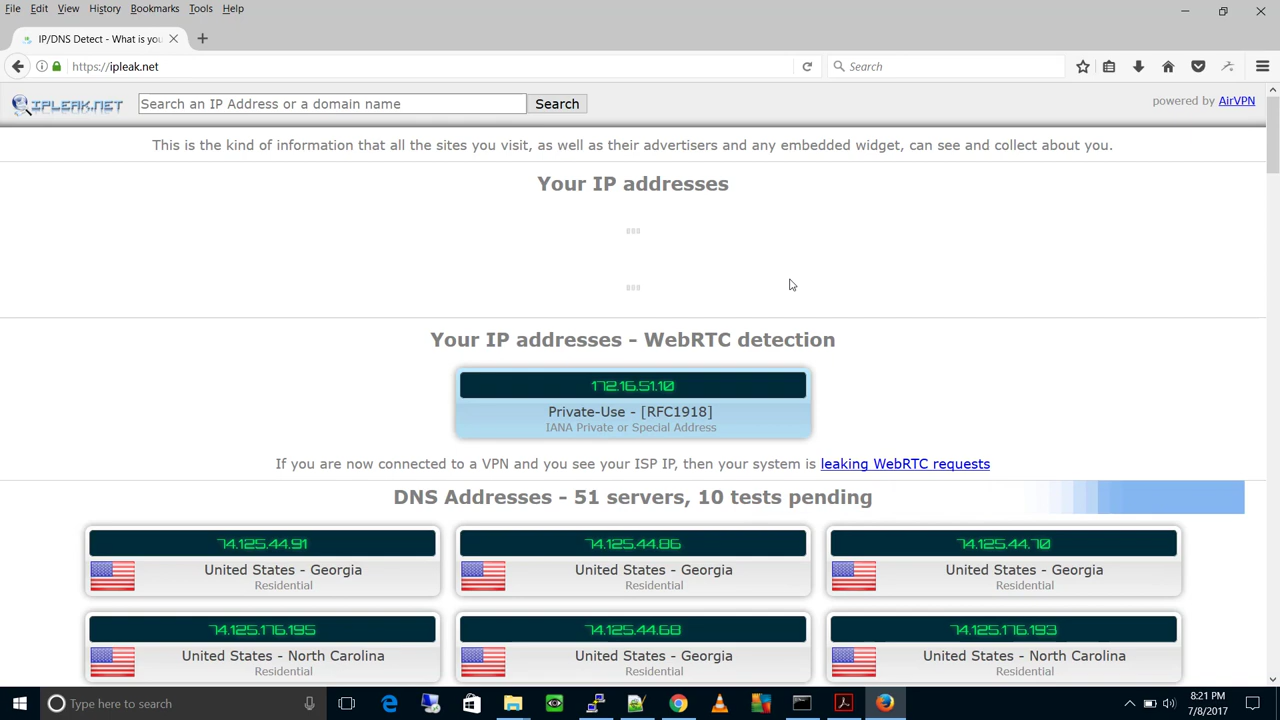 File Edit View History Bookmarks Tools Help
IP/DNS Detect - What is you
https://ipleak.net
Search
IPLEAK.NET
Search an IP Address or a domain name
Search
powered by AirVPN
This is the kind of information that all the sites you visit, as well as their advertisers and any embedded widget, can see and collect about you.
Your IP addresses
Your IP addresses - WebRTC detection
172.16.51.10
Private-Use - [RFC1918]
IANA Private or Special Address
If you are now connected to a VPN and you see your ISP IP, then your system is leaking WebRTC requests
DNS Addresses - 51 servers, 10 tests pending
74.125.44.91 74.125.44.86 74.125.44.70
United States - Georgia United States - Georgia United States - Georgia
Residential Residential Residential
74.125.176.195 74.125.44.68 74.125.176.193
United States - North Carolina United States - Georgia United States - North Carolina
Residential Residential Residential
Type here to search
8:21 PM
7/8/2017